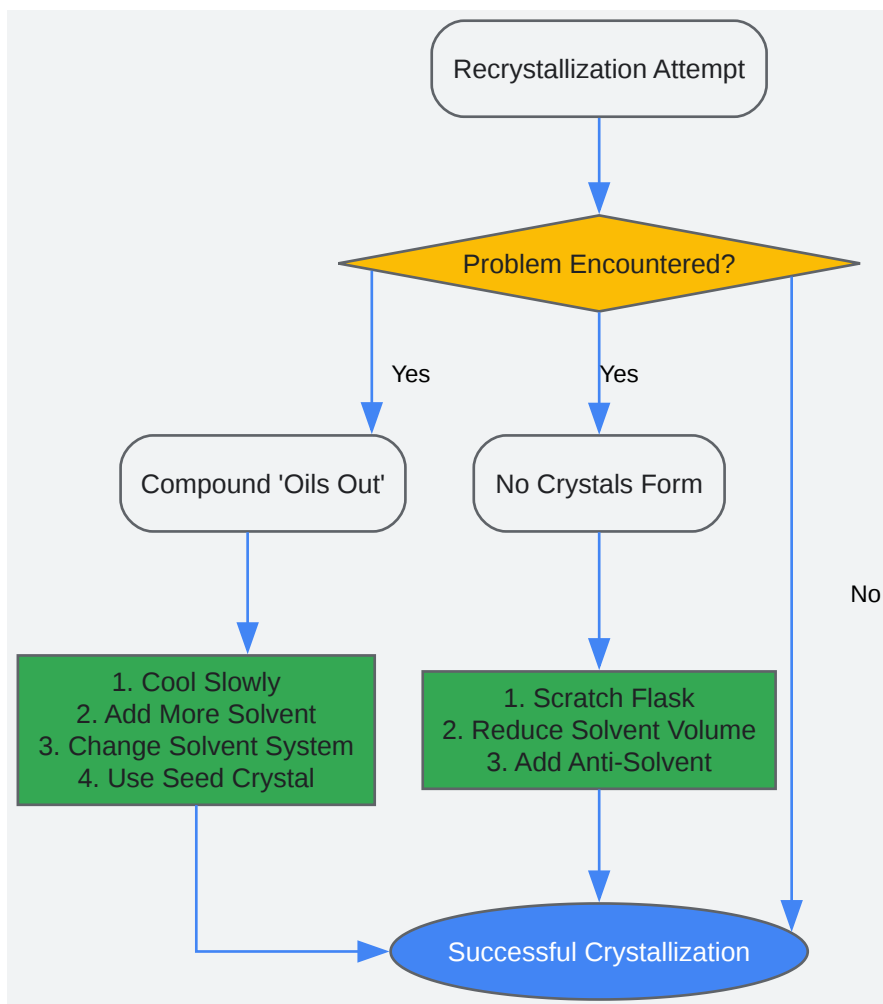 Recrystallization Attempt
Problem Encountered?
Yes
Yes
Compound 'Oils Out'
No Crystals Form
No
1. Cool Slowly
2. Add More Solvent
3. Change Solvent System
4. Use Seed Crystal
1. Scratch Flask
2. Reduce Solvent Volume
3. Add Anti-Solvent
Successful Crystallization